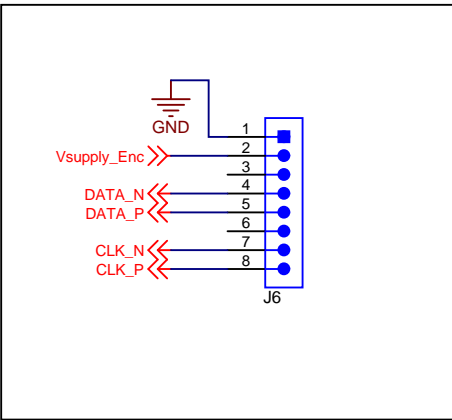 GND
1
Vsupply_Enc 2
3
DATA_N 4
DATA_P 5
6
CLK_N 7
CLK_P 8
J6